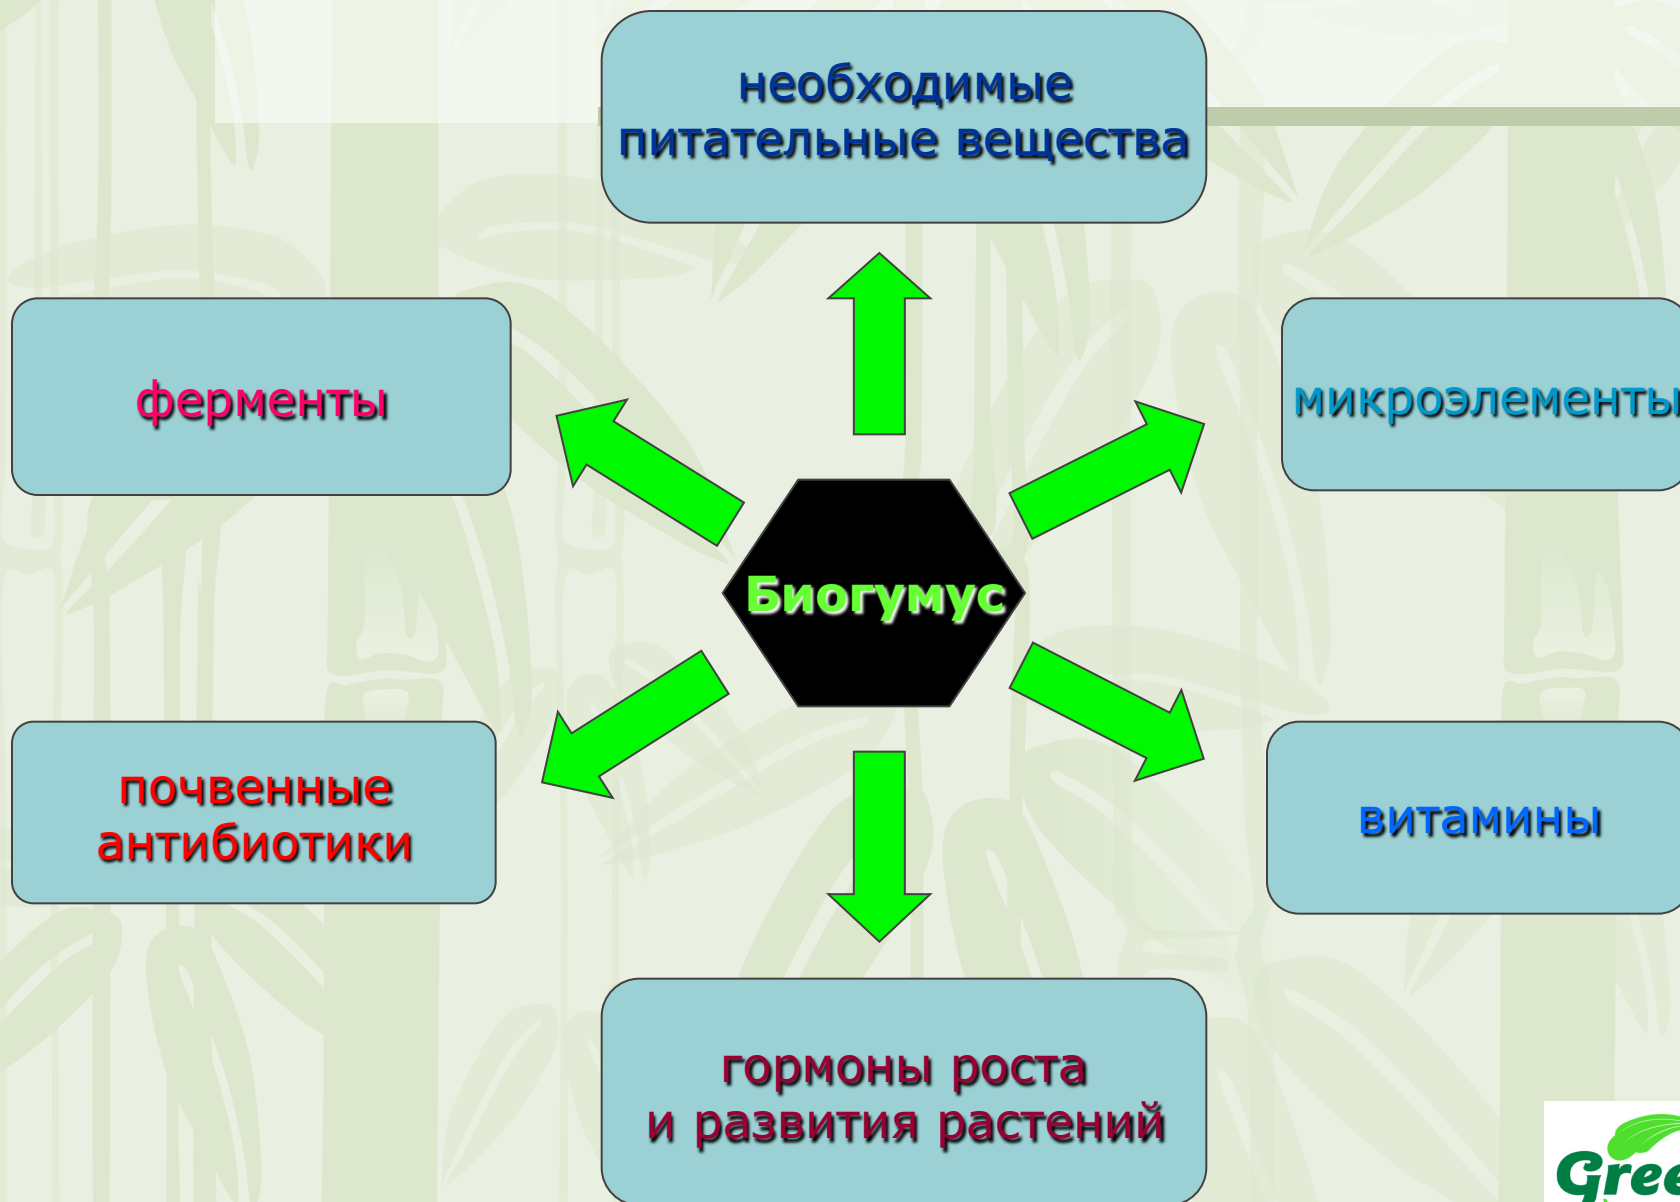 необходимые
питательные вещества
ферменты
микроэлементы
Биогумус
почвенные
антибиотики
витамины
гормоны роста
и развития растений